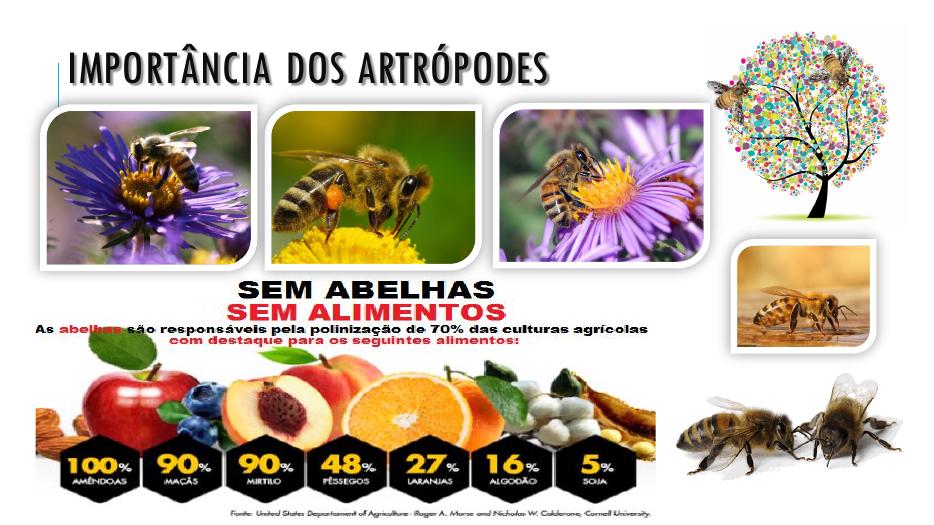 IMPORTÂNCIA DOS ARTRÓPODES
SEM ABELHAS
SEM ALIMENTOS
As abelhas são responsáveis pela polinização de 70% das culturas agrícolas
com destaque para os seguintes alimentos:
100% 90% 90% 48% 27% 16% 5%
AMÊNDOAS MAÇÃS MIRTILO PÊSSEGOS LARANJAS ALGODÃO SOJA
Fonte: United States Departament of Agriculture - Roger A. Morse and Nicholas W. Calderone, Cornell University.